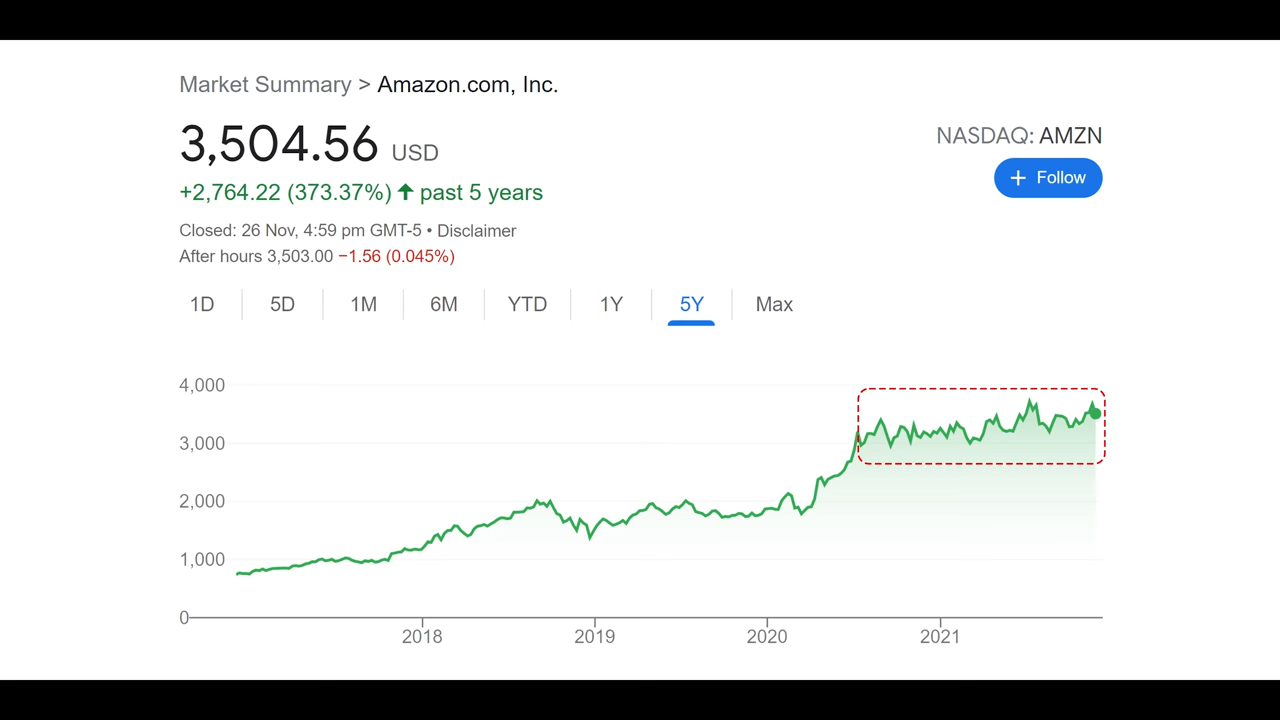 Market Summary > Amazon.com, Inc.
3,504.56 USD
NASDAQ: AMZN
+ Follow
+2,764.22 (373.37%) ↑ past 5 years
Closed: 26 Nov, 4:59 pm GMT-5 • Disclaimer
After hours 3,503.00 −1.56 (0.045%)
1D 5D 1M 6M YTD 1Y 5Y Max
4,000
3,000
2,000
1,000
0
2018 2019 2020 2021